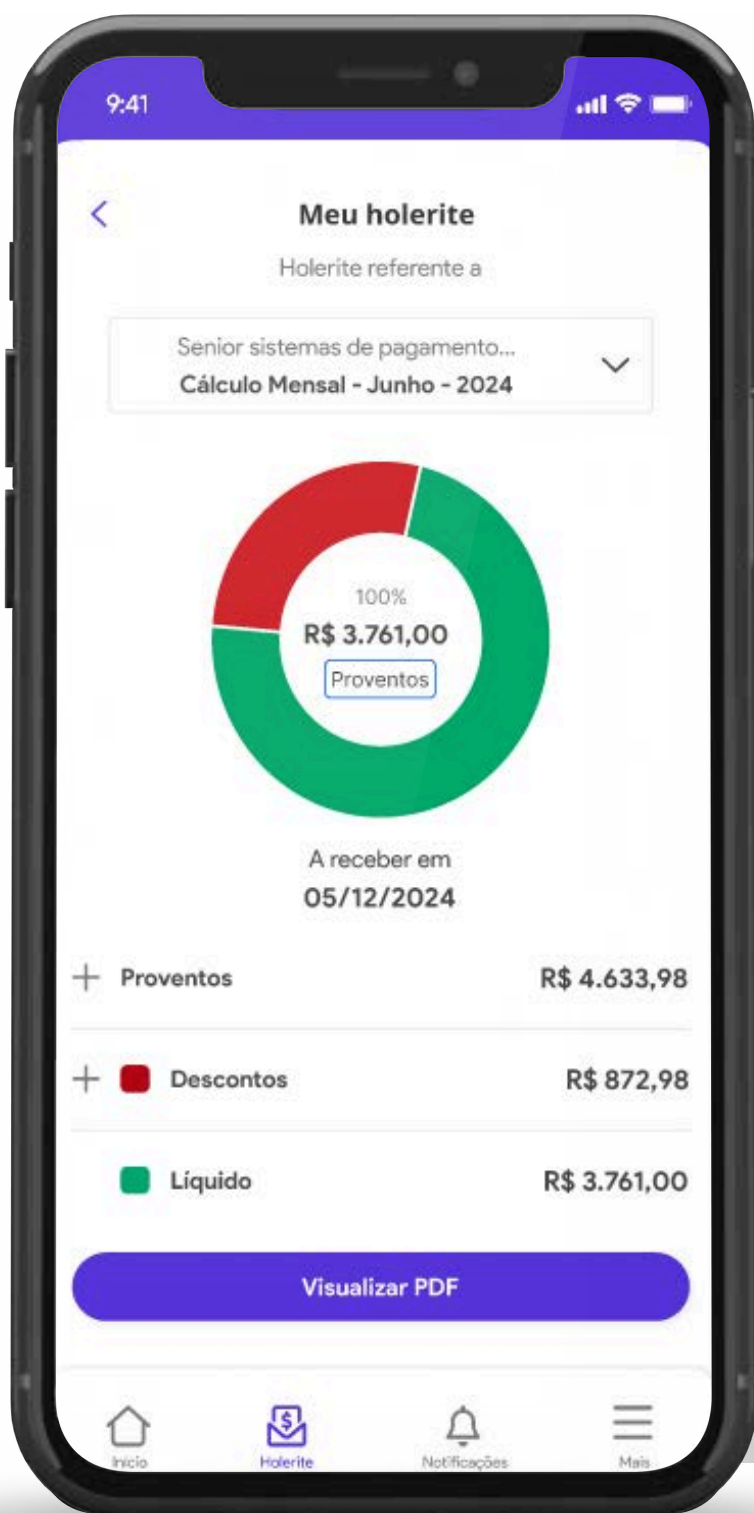 9:41
Meu holerite
Holerite referente a
Senior sistemas de pagamento...
Cálculo Mensal - Junho - 2024
100%
R$ 3.761,00
Proventos
A receber em
05/12/2024
Proventos R$ 4.633,98
Descontos R$ 872,98
Líquido R$ 3.761,00
Visualizar PDF
Início Holerite Notificações Mais